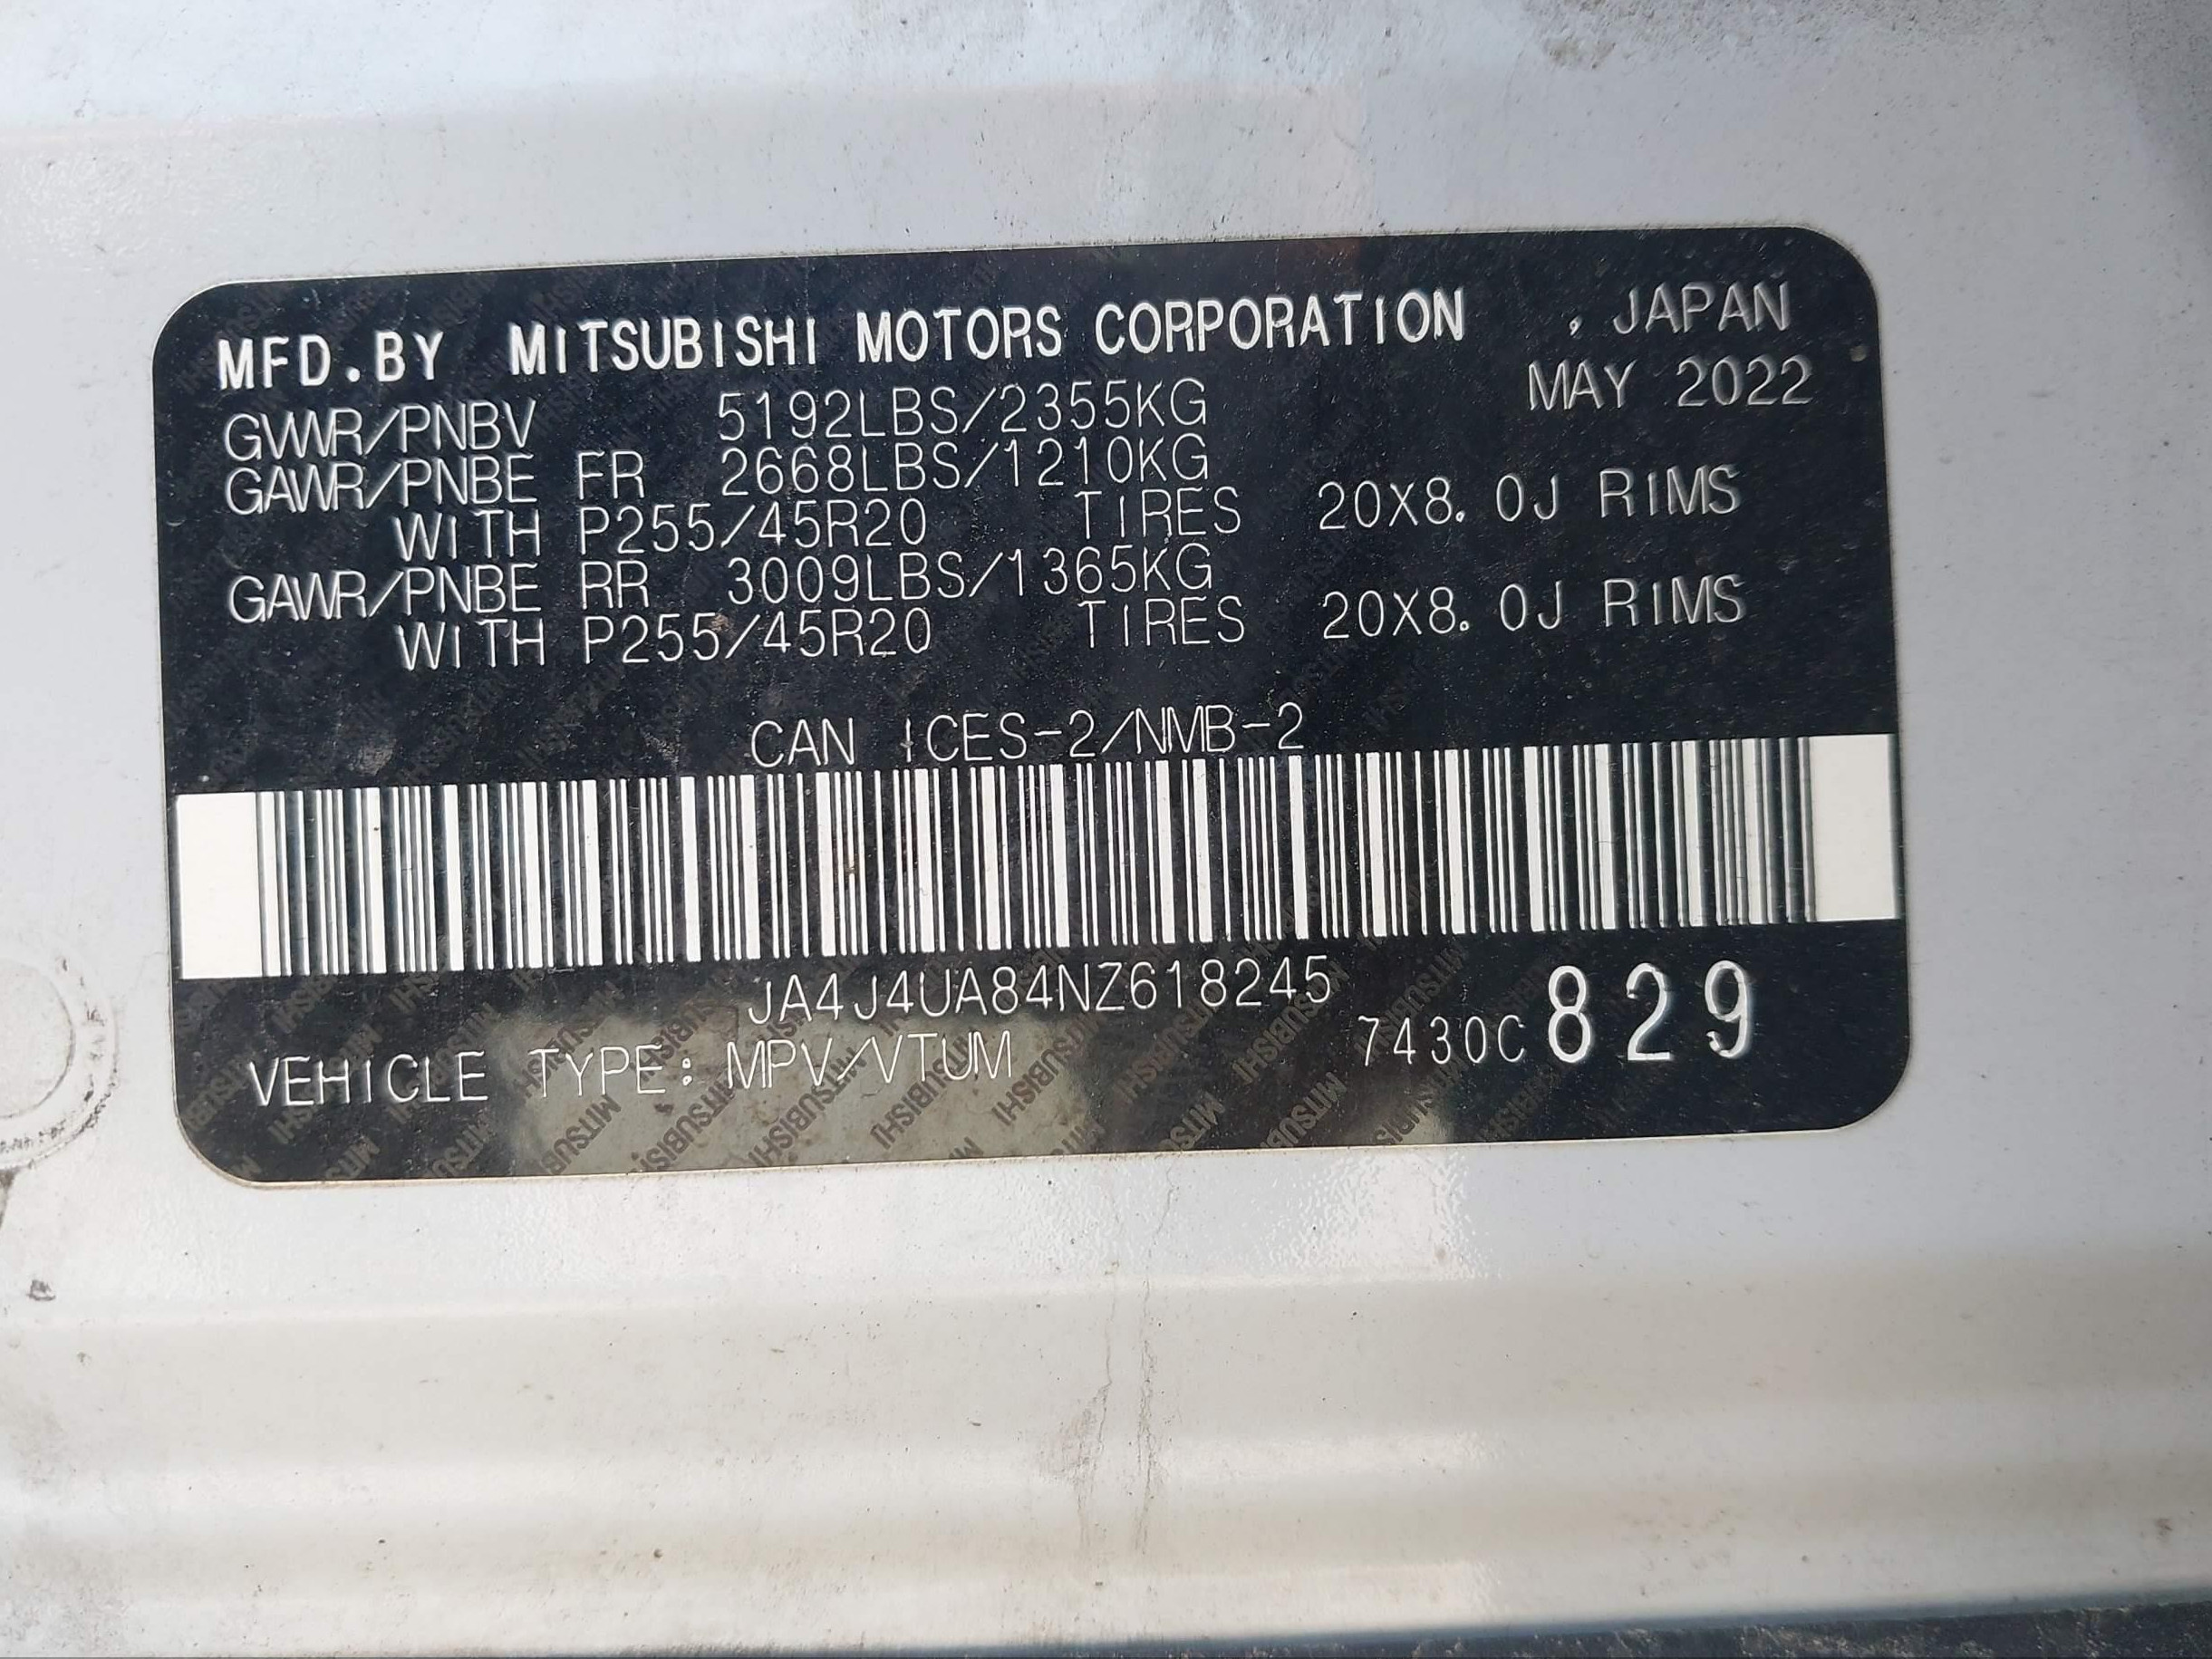 MFD.BY MITSUBISHI MOTORS CORPORATION , JAPAN
MAY 2022
GVWR/PNBV 5192LBS/2355KG
GAWR/PNBE FR 2668LBS/1210KG
WITH P255/45R20 TIRES 20X8.0J RIMS
GAWR/PNBE RR 3009LBS/1365KG
WITH P255/45R20 TIRES 20X8.0J RIMS
CAN ICES-2/NMB-2
JA4J4UA84NZ618245
VEHICLE TYPE: MPV/VTUM 7430C 829